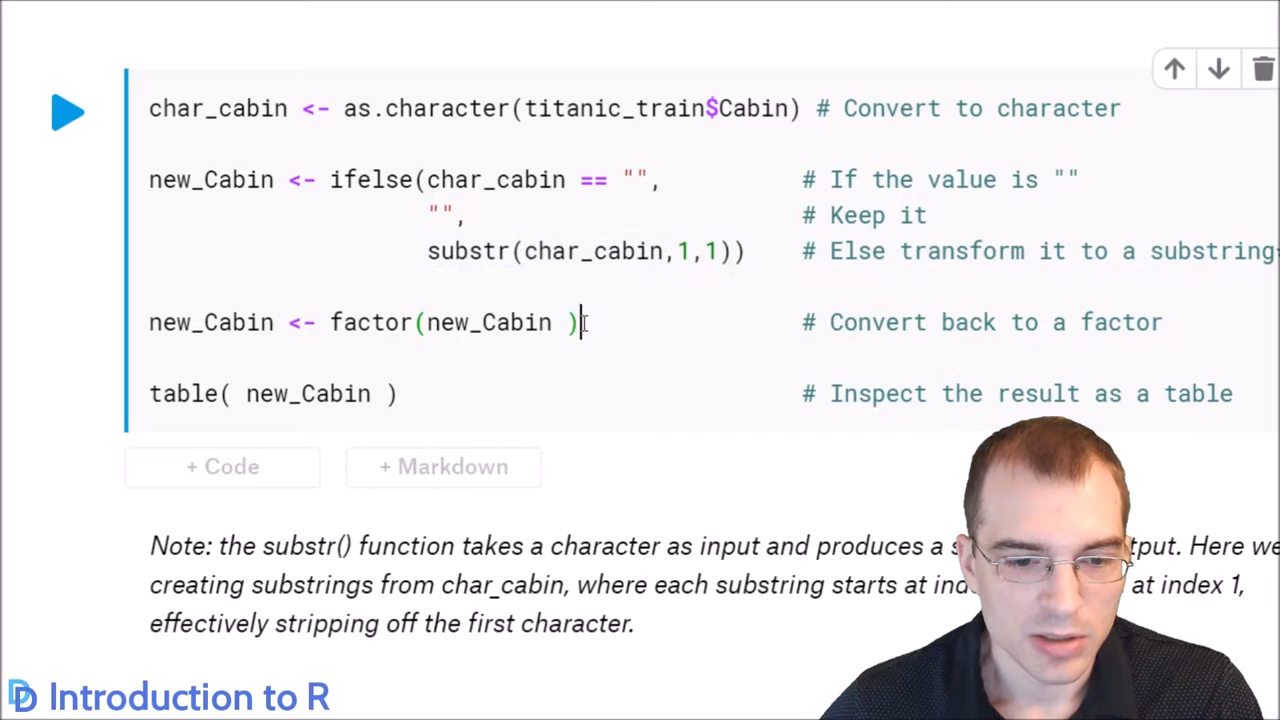 char_cabin <- as.character(titanic_train$Cabin) # Convert to character
new_Cabin <- ifelse(char_cabin == "", # If the value is ""
"", # Keep it
substr(char_cabin,1,1)) # Else transform it to a substring
new_Cabin <- factor(new_Cabin ) # Convert back to a factor
table( new_Cabin ) # Inspect the result as a table
+ Code + Markdown
Note: the substr() function takes a character as input and produces a Here we
creating substrings from char_cabin, where each substring starts at at index 1,
effectively stripping off the first character.
Introduction to R